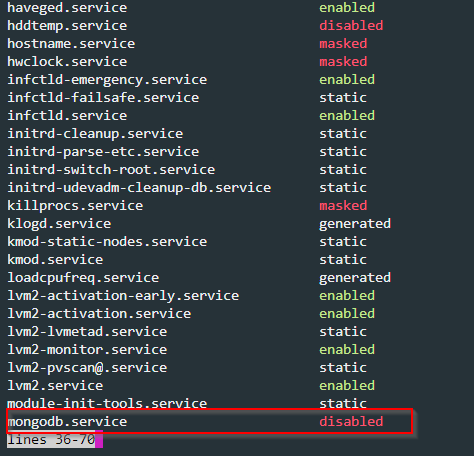 haveged.service enabled
hddtemp.service disabled
hostname.service masked
hwclock.service masked
infctld-emergency.service enabled
infctld-failsafe.service static
infctld.service enabled
initrd-cleanup.service static
initrd-parse-etc.service static
initrd-switch-root.service static
initrd-udevadm-cleanup-db.service static
killprocs.service masked
klogd.service generated
kmod-static-nodes.service static
kmod.service static
loadcpufreq.service generated
lvm2-activation-early.service enabled
lvm2-activation.service enabled
lvm2-lvmetad.service static
lvm2-monitor.service enabled
lvm2-pvscan@.service static
lvm2.service enabled
module-init-tools.service static
mongodb.service disabled
lines 36-70